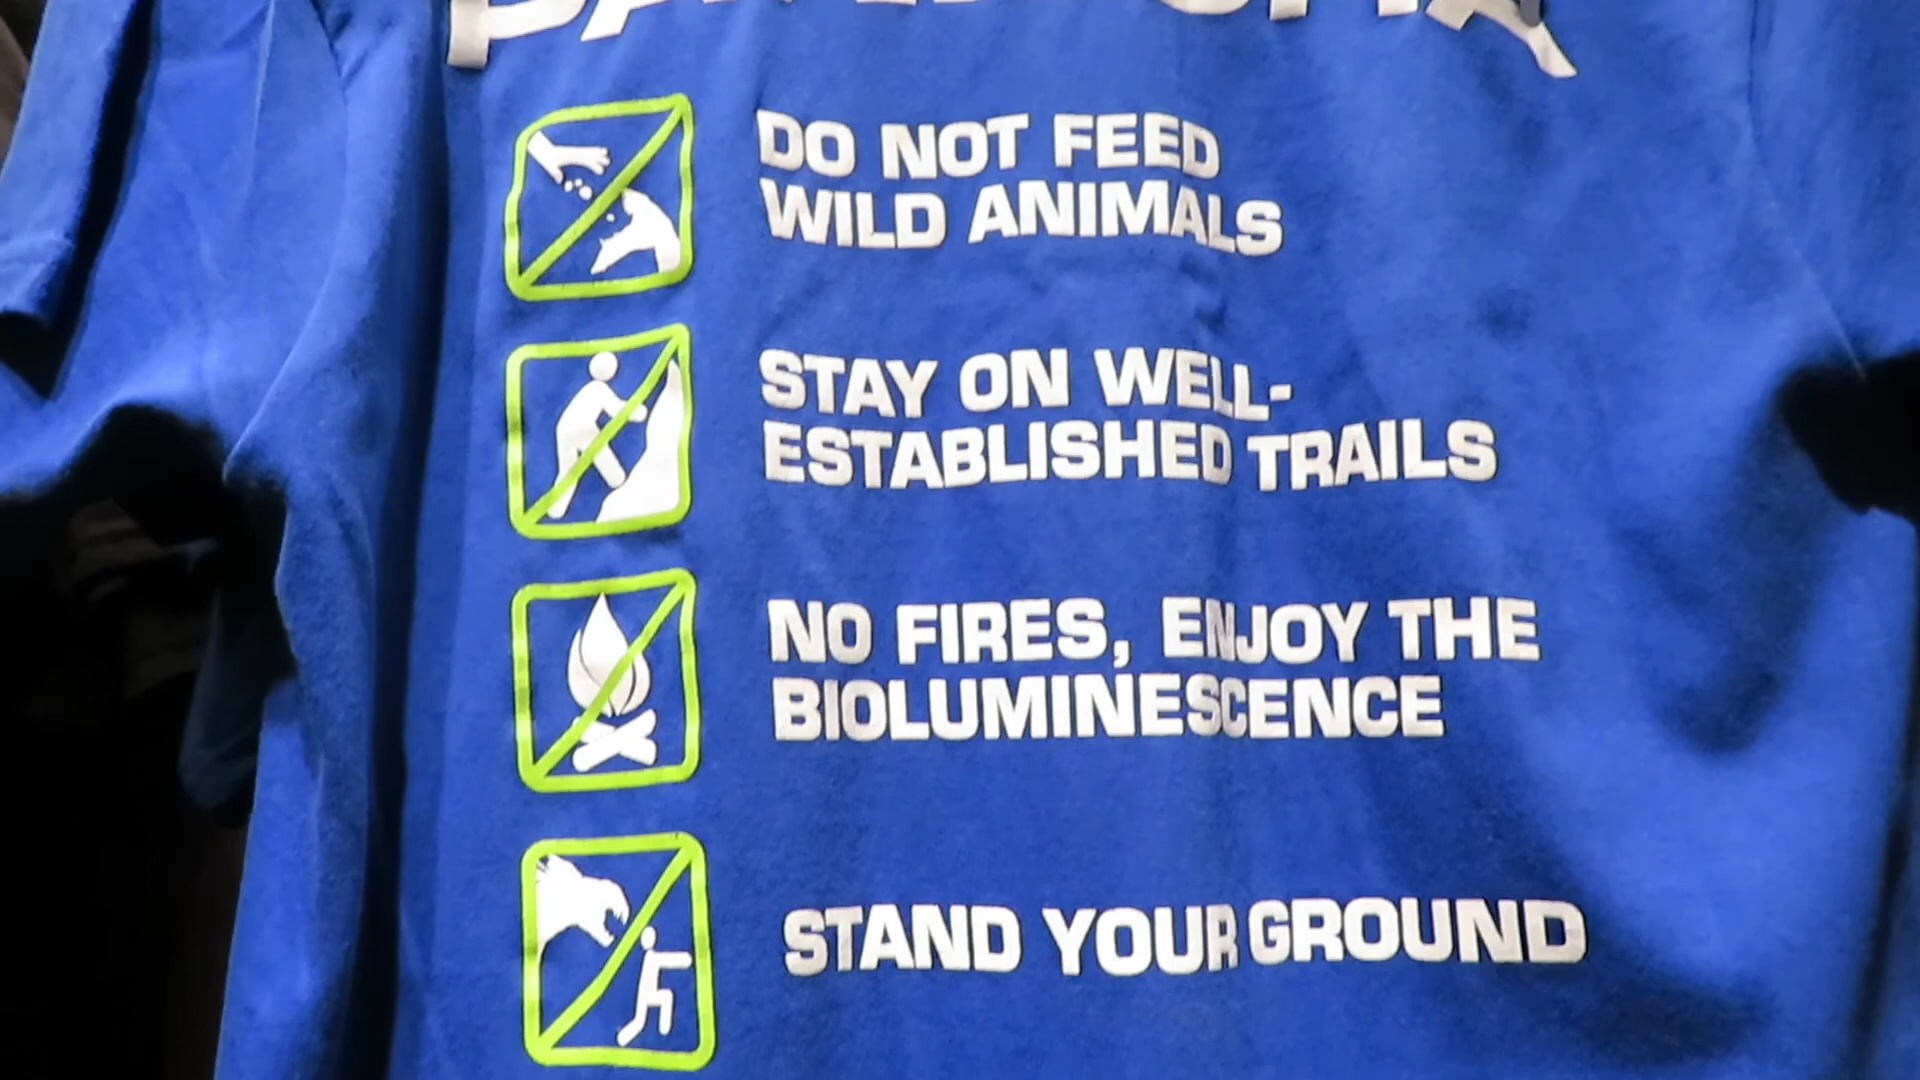 DO NOT FEED
WILD ANIMALS
STAY ON WELL-
ESTABLISHED TRAILS
NO FIRES, ENJOY THE
BIOLUMINESCENCE
STAND YOUR GROUND